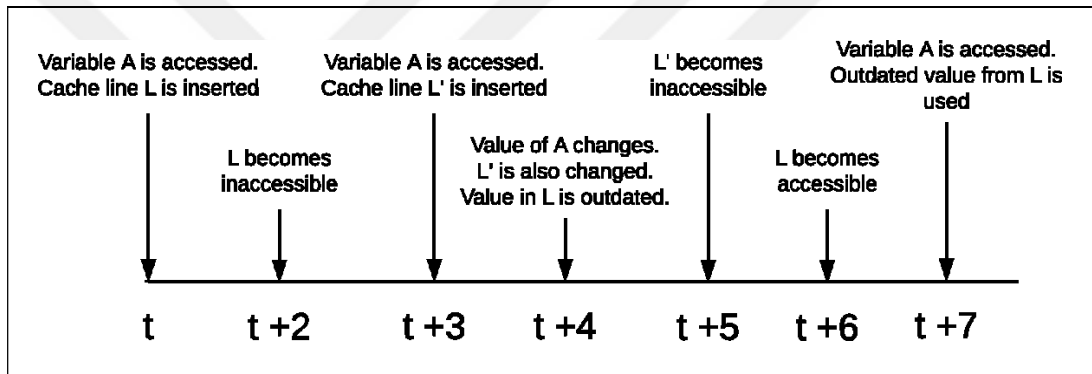 Variable A is accessed.
Cache line L is inserted
L becomes
inaccessible
Variable A is accessed.
Cache line L' is inserted
Value of A changes.
L' is also changed.
Value in L is outdated.
L' becomes
inaccessible
L becomes
accessible
Variable A is accessed.
Outdated value from L is
used
t
t +2
t +3
t +4
t +5
t +6
t +7